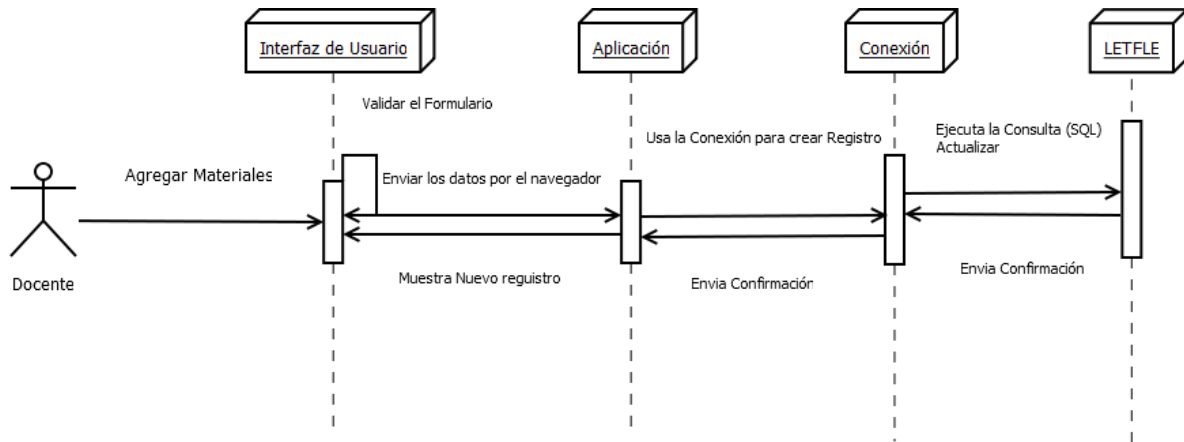 Interfaz de Usuario
Aplicación
Conexión
LETFLE
Validar el Formulario
Usa la Conexión para crear Registro
Ejecuta la Consulta (SQL)
Actualizar
Agregar Materiales
Enviar los datos por el navegador
Docente
Muestra Nuevo reguistro
Envia Confirmación
Envia Confirmación